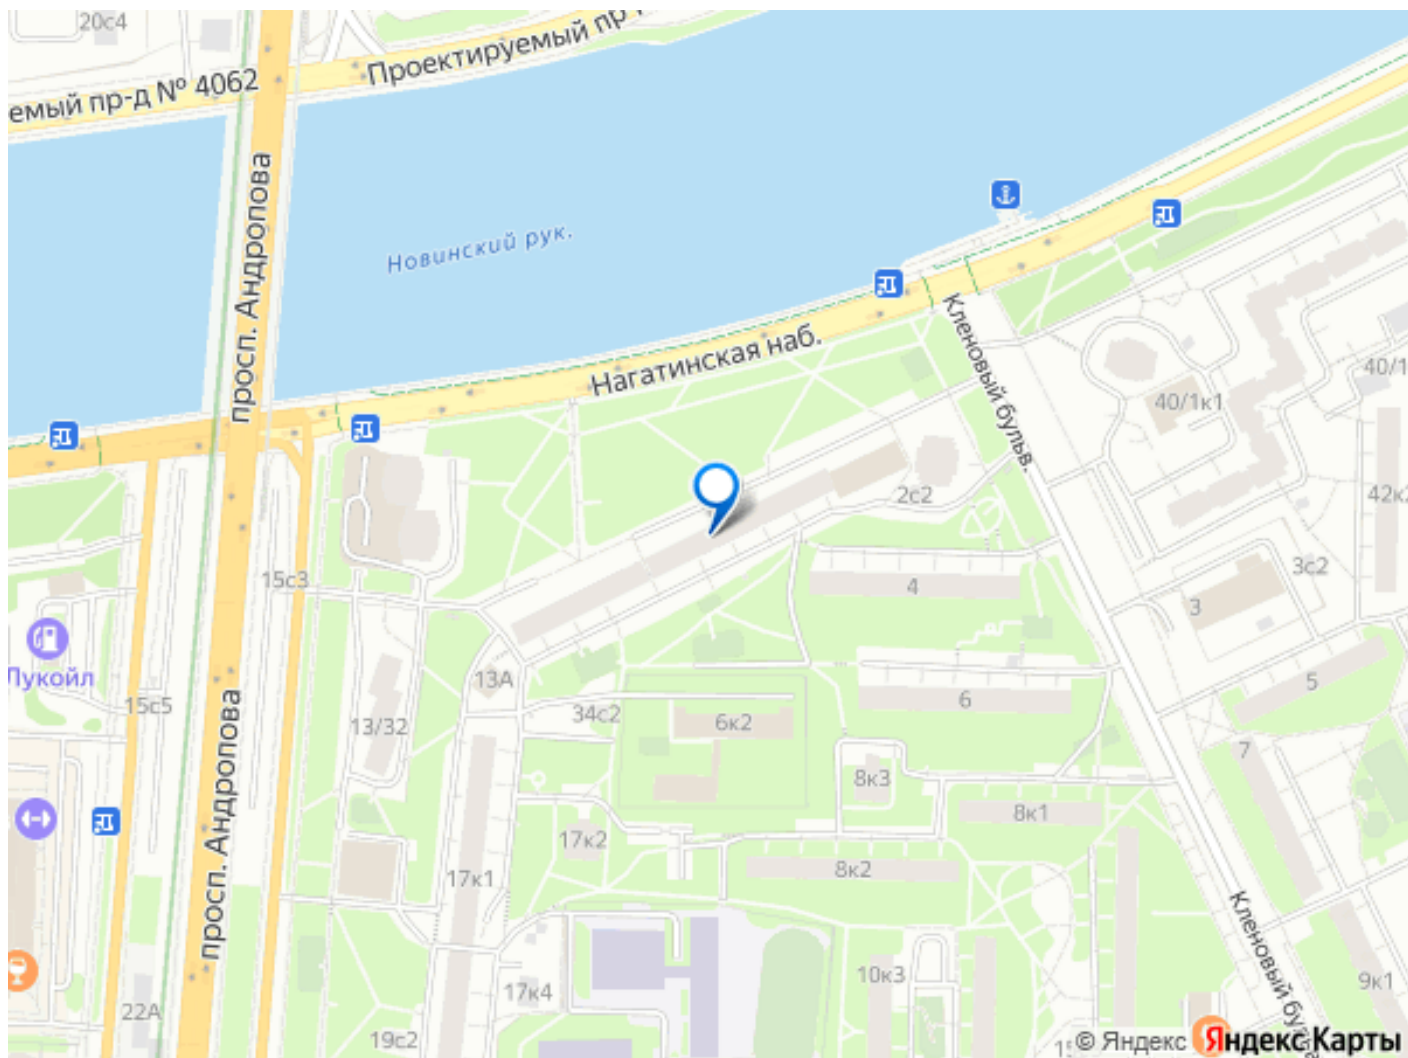 20с4
Проектируемый пр-
емый пр-д № 4062
просп. Андропова
Новинский рук.
Нагатинская наб.
Кленовый бульв.
40/1
40/1к1
42к2
2с2
3с2
15с3
4
3
Лукойл
13А
5
15с5
34с2
6
13/32
6к2
7
8к3
8к1
просп. Андропова
17к2
8к2
17к1
Кленовый буль
10к3
9к1
17к4
22А
19с2
© Яндекс Яндекс Карты